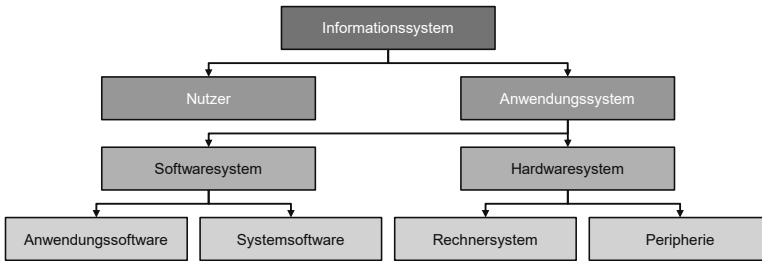 Informationssystem
Nutzer
Anwendungssystem
Softwaresystem
Hardwaresystem
Anwendungssoftware
Systemsoftware
Rechnersystem
Peripherie